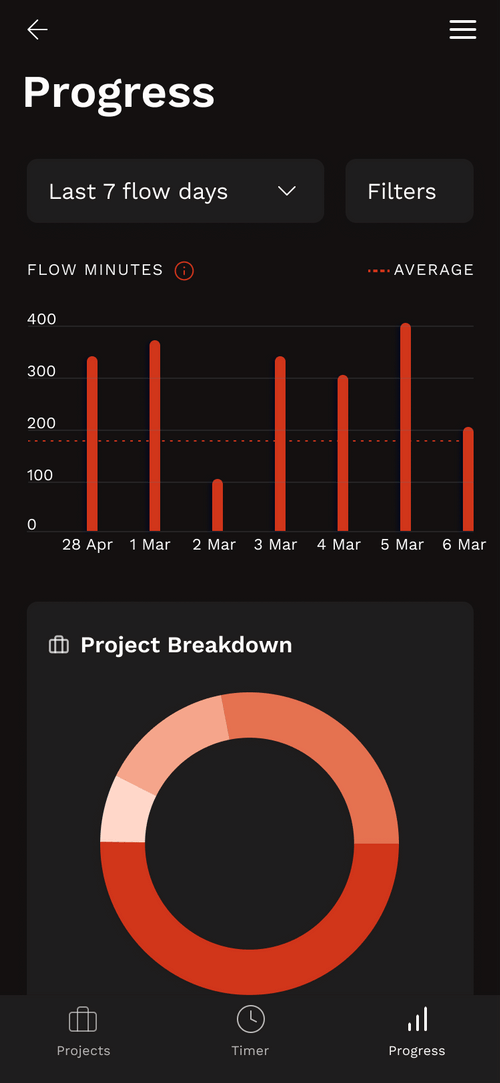 Progress
Last 7 flow days
Filters
FLOW MINUTES
AVERAGE
400
300
200
100
0
28 Apr 1 Mar 2 Mar 3 Mar 4 Mar 5 Mar 6 Mar
Project Breakdown
Projects
Timer
Progress